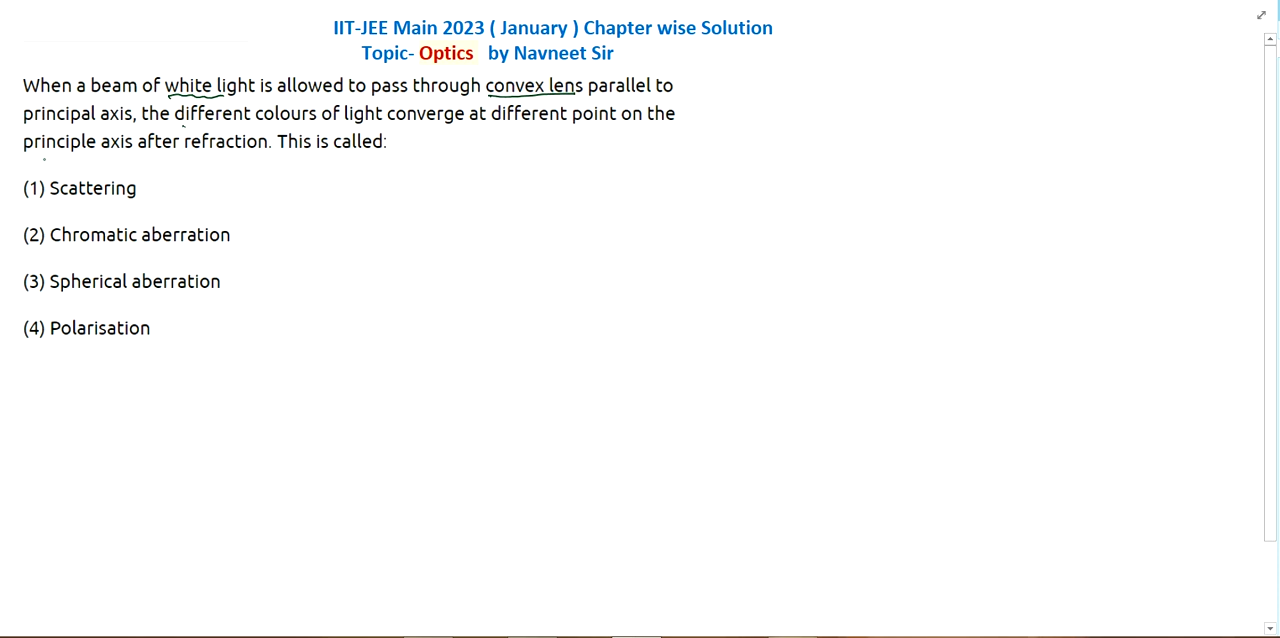 IIT-JEE Main 2023 ( January ) Chapter wise Solution
Topic- Optics by Navneet Sir
When a beam of white light is allowed to pass through convex lens parallel to
principal axis, the different colours of light converge at different point on the
principle axis after refraction. This is called:
(1) Scattering
(2) Chromatic aberration
(3) Spherical aberration
(4) Polarisation